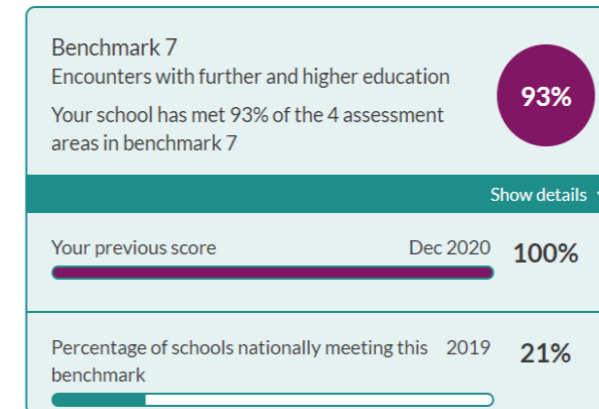 Benchmark 7
Encounters with further and higher education
Your school has met 93% of the 4 assessment
areas in benchmark 7
93%
Show details
Your previous score Dec 2020 100%
Percentage of schools nationally meeting this 2019 21%
benchmark